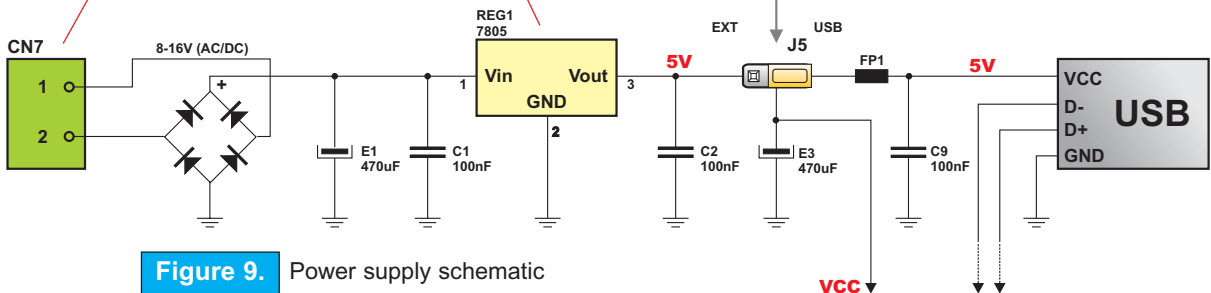 CN7
1
2
8-16V (AC/DC)
+
E1
470uF
C1
100nF
REG1
7805
1
Vin
Vout
GND
3
2
5V
C2
100nF
EXT
USB
J5
E3
470uF
VCC
FP1
C9
100nF
5V
VCC
D-
D+
GND
USB
Figure 9. Power supply schematic